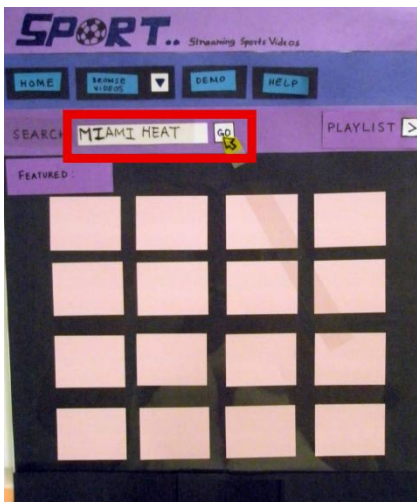 SPORT.. Streaming Sports Videos
HOME BROWSE VIDEOS DEMO HELP
SEARCH MIAMI HEAT GO PLAYLIST >
FEATURED: